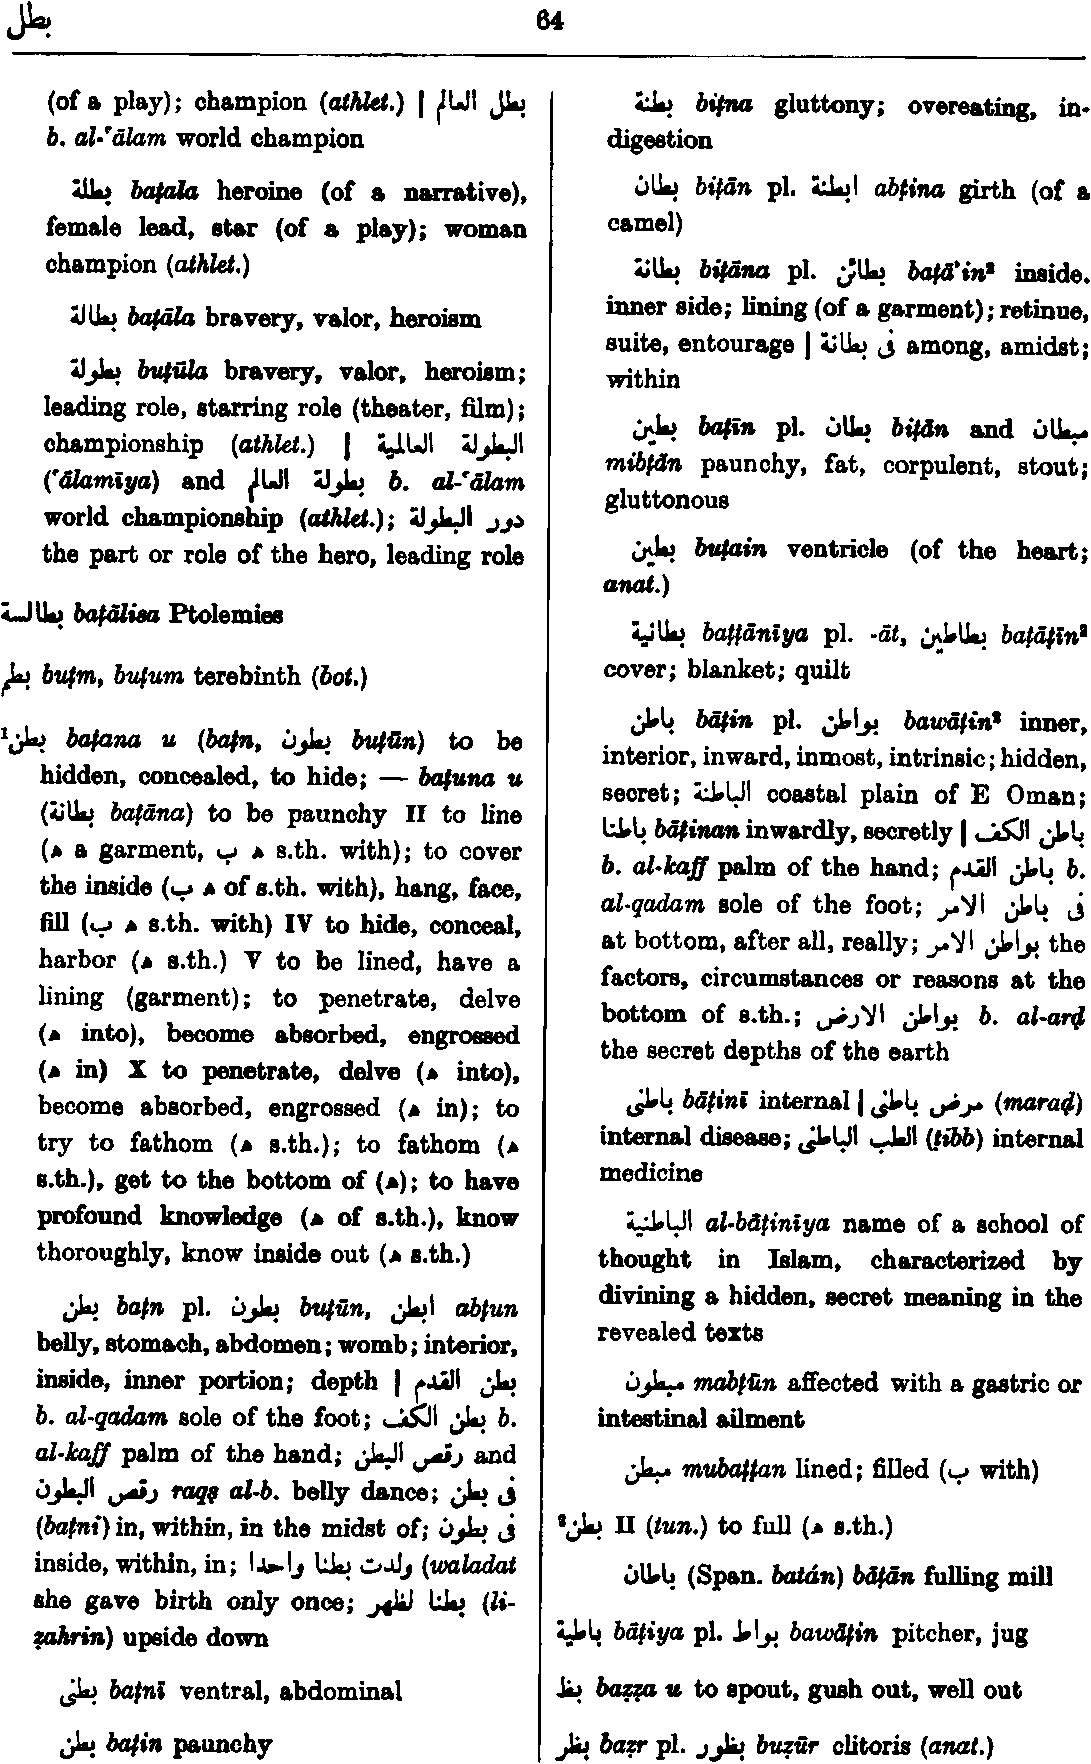 بطل
64
(of a play); champion (athlet.) | بطل العالم
b. al-ʿālam world champion
بطلة baṭala heroine (of a narrative),
female lead, star (of a play); woman
champion (athlet.)
بطالة baṭāla bravery, valor, heroism
بطولة buṭūla bravery, valor, heroism;
leading role, starring role (theater, film);
championship (athlet.) | البطولة العالمية
(ʿālamīya) and بطولة العالم b. al-ʿālam
world championship (athlet.); دور البطولة
the part or role of the hero, leading role
بطالسة baṭālisa Ptolemies
بطم buṭm, buṭum terebinth (bot.)
بطن¹ baṭana u (baṭn, بطون buṭūn) to be
hidden, concealed, to hide; — baṭuna u
(بطانة baṭāna) to be paunchy II to line
(ه a garment, ب ه s.th. with); to cover
the inside (ب ه of s.th. with), hang, face,
fill (ب ه s.th. with) IV to hide, conceal,
harbor (ه s.th.) V to be lined, have a
lining (garment); to penetrate, delve
(ه into), become absorbed, engrossed
(ه in) X to penetrate, delve (ه into),
become absorbed, engrossed (ه in); to
try to fathom (ه s.th.); to fathom (ه
s.th.), get to the bottom of (ه); to have
profound knowledge (ه of s.th.), know
thoroughly, know inside out (ه s.th.)
بطن baṭn pl. بطون buṭūn, ابطن abṭun
belly, stomach, abdomen; womb; interior,
inside, inner portion; depth | بطن القدم
b. al-qadam sole of the foot; بطن الكف b.
al-kaff palm of the hand; رقص البطن and
رقص البطون raqṣ al-b. belly dance; فى بطن
(baṭni) in, within, in the midst of; فى بطون
inside, within, in; ولدت بطنا واحدا (waladat
she gave birth only once; بطنا لظهر (li-
ẓahrin) upside down
بطنى baṭnī ventral, abdominal
بطن baṭin paunchy
بطنة biṭna gluttony; overeating, in-
digestion
بطان biṭān pl. ابطنة abṭina girth (of a
camel)
بطانة biṭāna pl. بطائن baṭāʾin² inside,
inner side; lining (of a garment); retinue,
suite, entourage | فى بطانة among, amidst;
within
بطين baṭīn pl. بطان biṭān and مبطان
mibṭān paunchy, fat, corpulent, stout;
gluttonous
بطين buṭain ventricle (of the heart;
anat.)
بطانية baṭṭānīya pl. -āt, بطاطين baṭāṭīn²
cover; blanket; quilt
باطن bāṭin pl. بواطن bawāṭin² inner,
interior, inward, inmost, intrinsic; hidden,
secret; الباطنة coastal plain of E Oman;
باطنا bāṭinan inwardly, secretly | باطن الكف
b. al-kaff palm of the hand; باطن القدم b.
al-qadam sole of the foot; فى باطن الامر
at bottom, after all, really; بواطن الامر the
factors, circumstances or reasons at the
bottom of s.th.; بواطن الارض b. al-arḍ
the secret depths of the earth
باطنى bāṭinī internal | مرض باطنى (maraḍ)
internal disease; الطب الباطنى (ṭibb) internal
medicine
الباطنية al-bāṭinīya name of a school of
thought in Islam, characterized by
divining a hidden, secret meaning in the
revealed texts
مبطون mabṭūn affected with a gastric or
intestinal ailment
مبطن mubaṭṭan lined; filled (ب with)
بطن² II (tun.) to full (ه s.th.)
باطان (Span. batán) bāṭān fulling mill
باطية bāṭiya pl. بواط bawāṭin pitcher, jug
بظ baẓẓa u to spout, gush out, well out
بظر baẓr pl. بظور buẓūr clitoris (anat.)